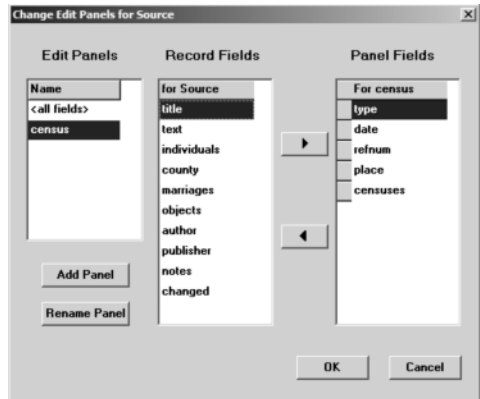 Change Edit Panels for Source
Edit Panels
Name
<all fields>
census
Add Panel
Rename Panel
Record Fields
for Source
title
text
individuals
county
marriages
objects
author
publisher
notes
changed
Panel Fields
For census
type
date
refnum
place
censuses
OK
Cancel